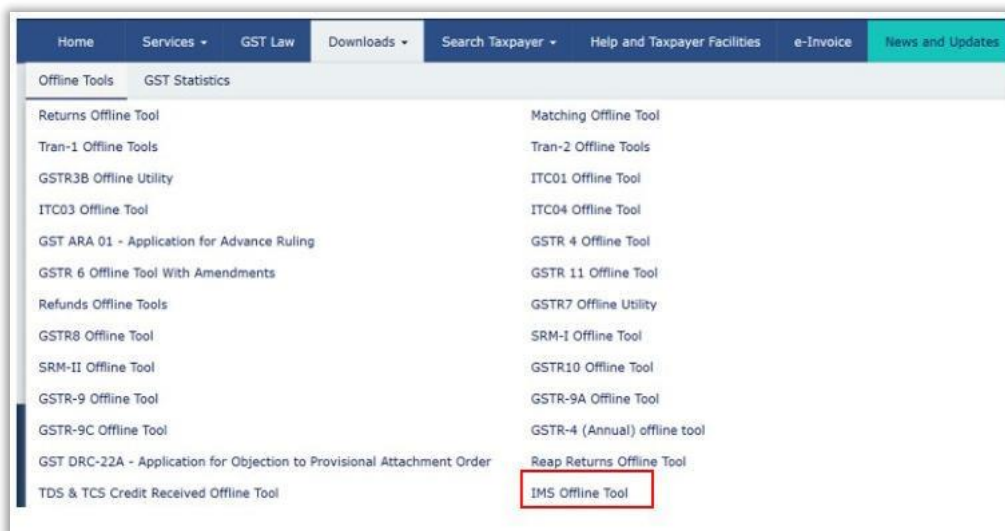 Home Services GST Law Downloads Search Taxpayer Help and Taxpayer Facilities e-Invoice News and Updates
Offline Tools GST Statistics
Returns Offline Tool Matching Offline Tool
Tran-1 Offline Tools Tran-2 Offline Tools
GSTR3B Offline Utility ITC01 Offline Tool
ITC03 Offline Tool ITC04 Offline Tool
GST ARA 01 - Application for Advance Ruling GSTR 4 Offline Tool
GSTR 6 Offline Tool With Amendments GSTR 11 Offline Tool
Refunds Offline Tools GSTR7 Offline Utility
GSTR8 Offline Tool SRM-I Offline Tool
SRM-II Offline Tool GSTR10 Offline Tool
GSTR-9 Offline Tool GSTR-9A Offline Tool
GSTR-9C Offline Tool GSTR-4 (Annual) offline tool
GST DRC-22A - Application for Objection to Provisional Attachment Order Reap Returns Offline Tool
TDS & TCS Credit Received Offline Tool IMS Offline Tool